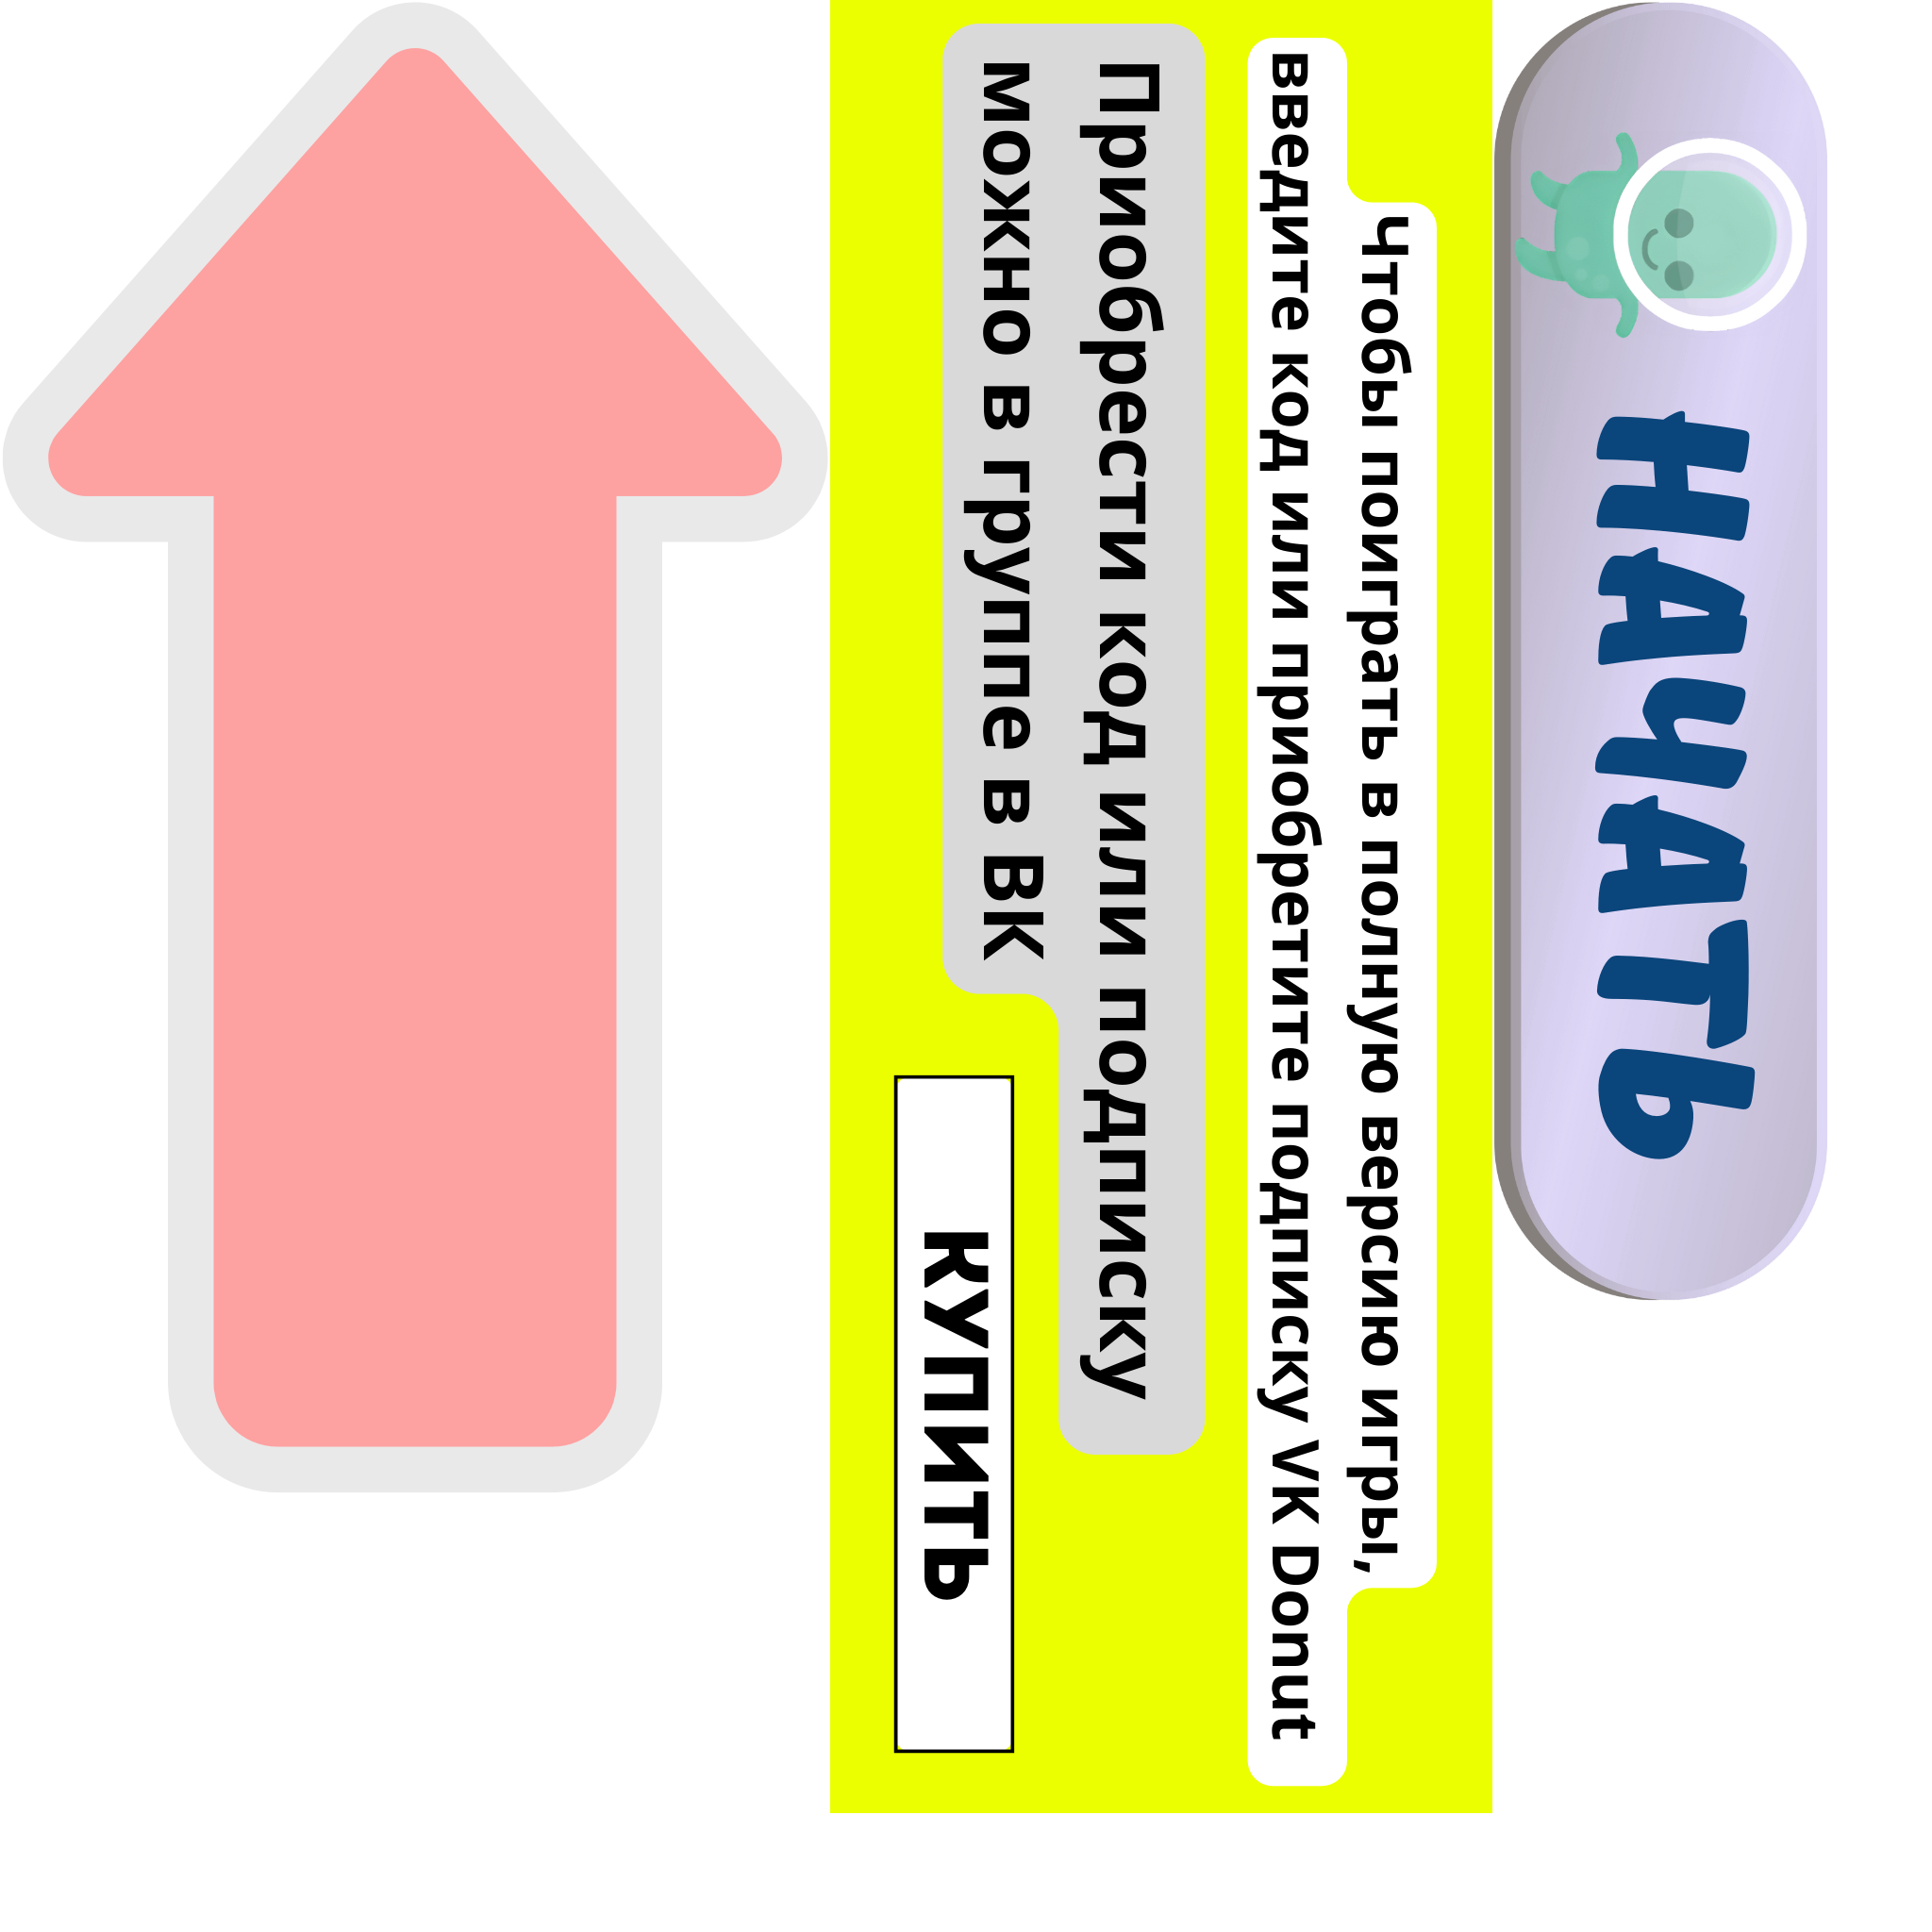 Чтобы поиграть в полную версию игры,
введите код или приобретите подписку VK Donut
Приобрести код или подписку
можно в группе в ВК
купить
НАЧАТЬ